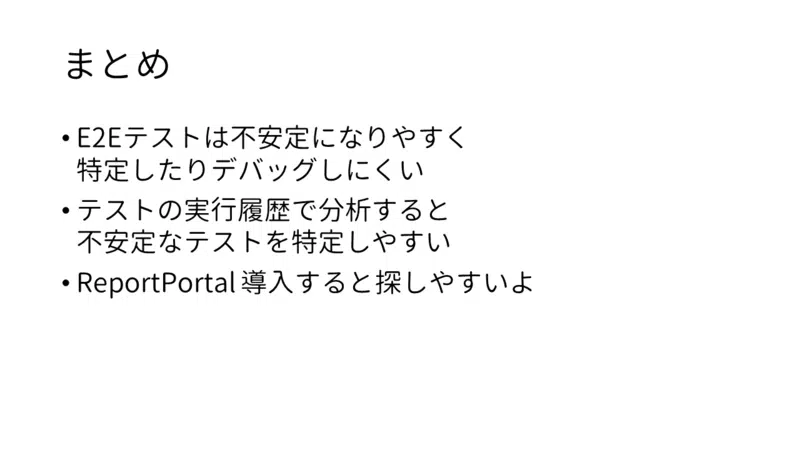 まとめ
• E2Eテストは不安定になりやすく
特定したりデバッグしにくい
• テストの実行履歴で分析すると
不安定なテストを特定しやすい
• ReportPortal 導入すると探しやすいよ